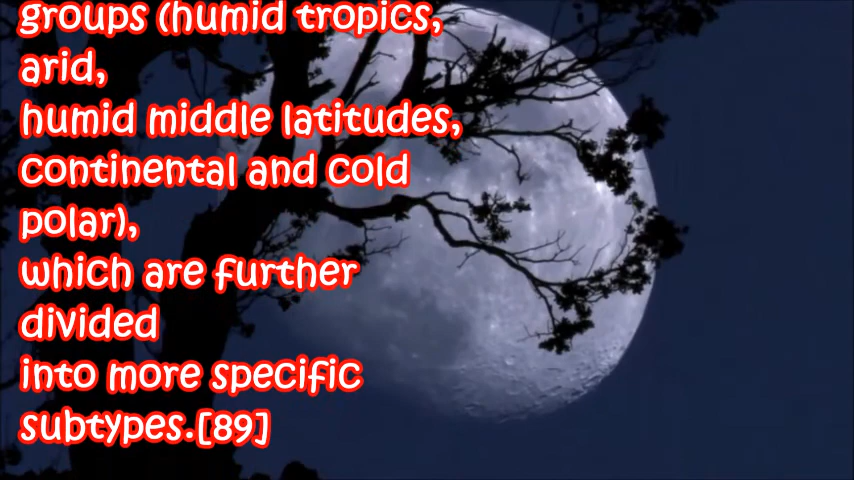 groups (humid tropics,
arid,
humid middle latitudes,
continental and cold
polar),
which are further
divided
into more specific
subtypes.[89]